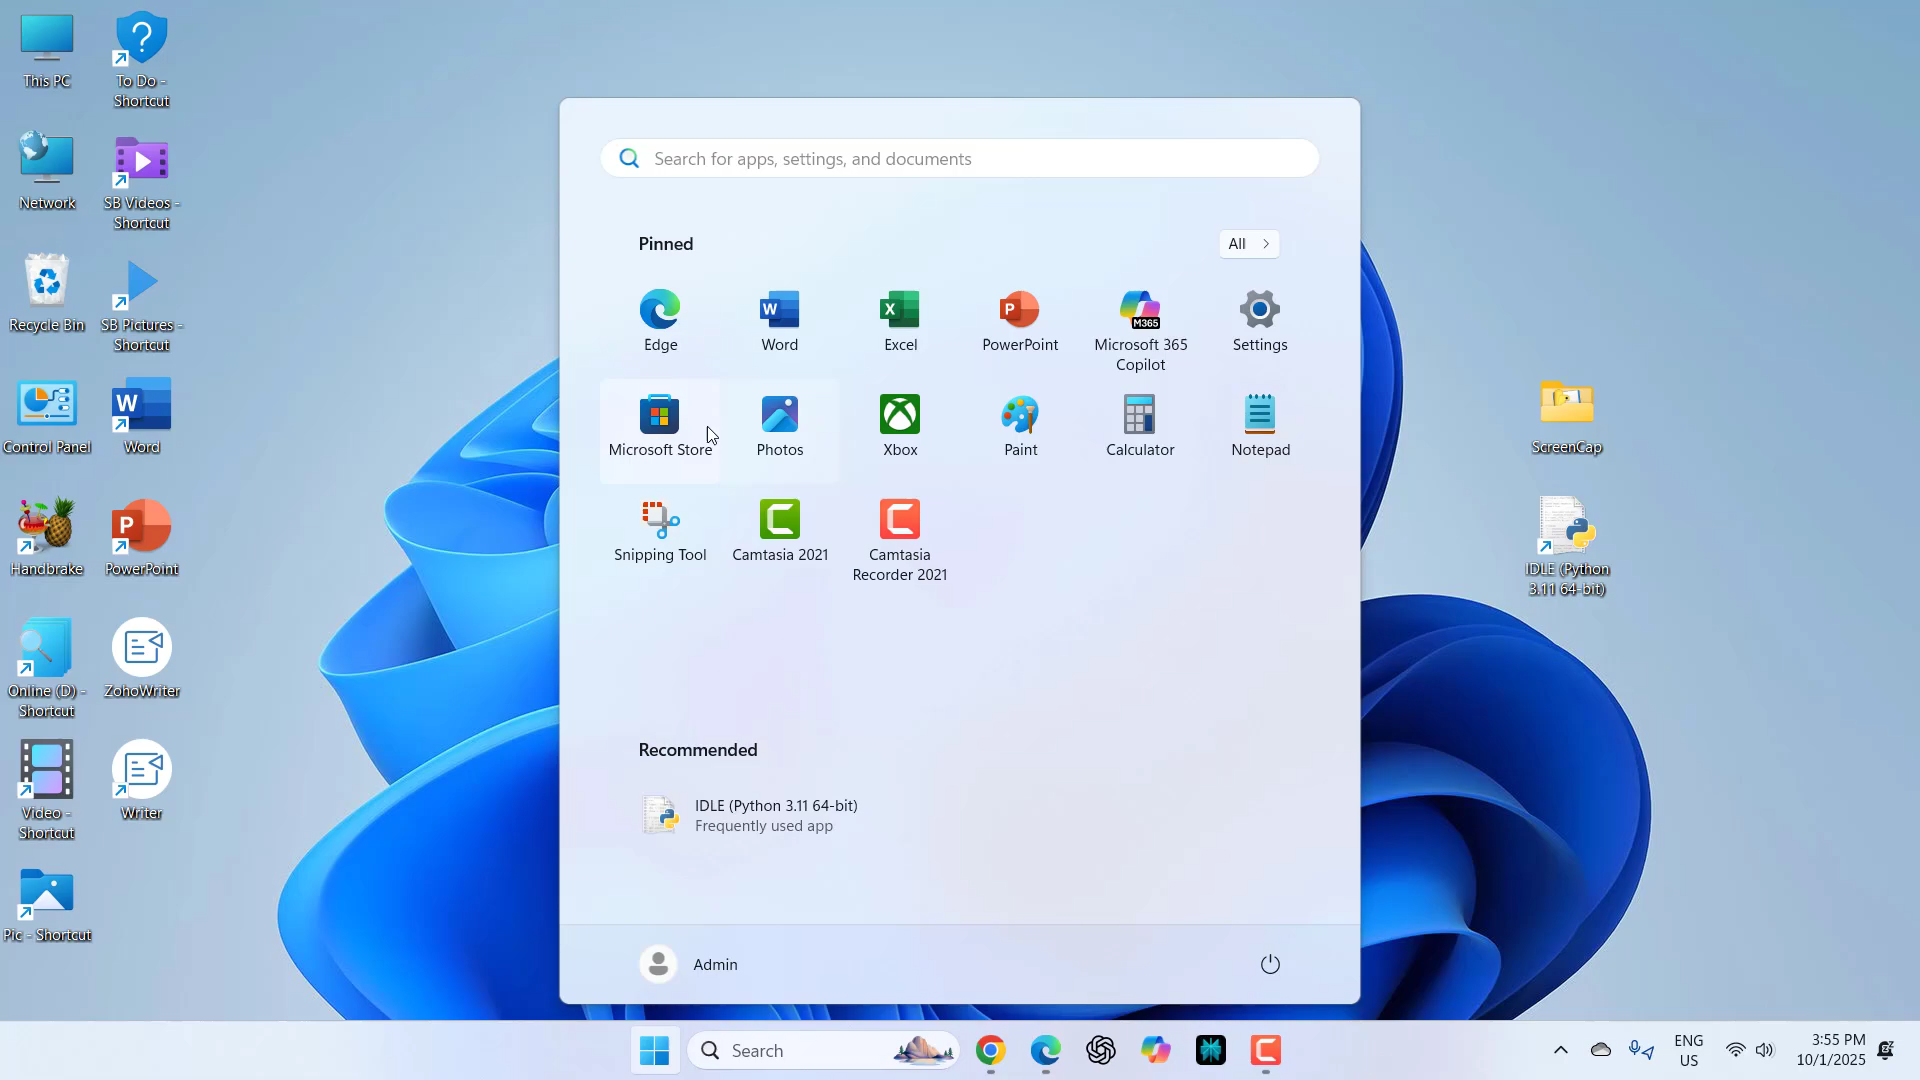 This PC
To Do -
Shortcut
Network
SB Videos -
Shortcut
Recycle Bin
SB Pictures -
Shortcut
Control Panel
W
Word
Handbrake
P
PowerPoint
Online (D) -
Shortcut
ZohoWriter
Video -
Shortcut
Writer
Pic - Shortcut
Search for apps, settings, and documents
Pinned
All
Edge
W
Word
X
Excel
P
PowerPoint
M365
Microsoft 365
Copilot
Settings
Microsoft Store
Photos
Xbox
Paint
Calculator
Notepad
Snipping Tool
Camtasia 2021
Camtasia
Recorder 2021
Recommended
IDLE (Python 3.11 64-bit)
Frequently used app
Admin
ScreenCap
IDLE (Python
3.11 64-bit)
Search
ENG
US
3:55 PM
10/1/2025